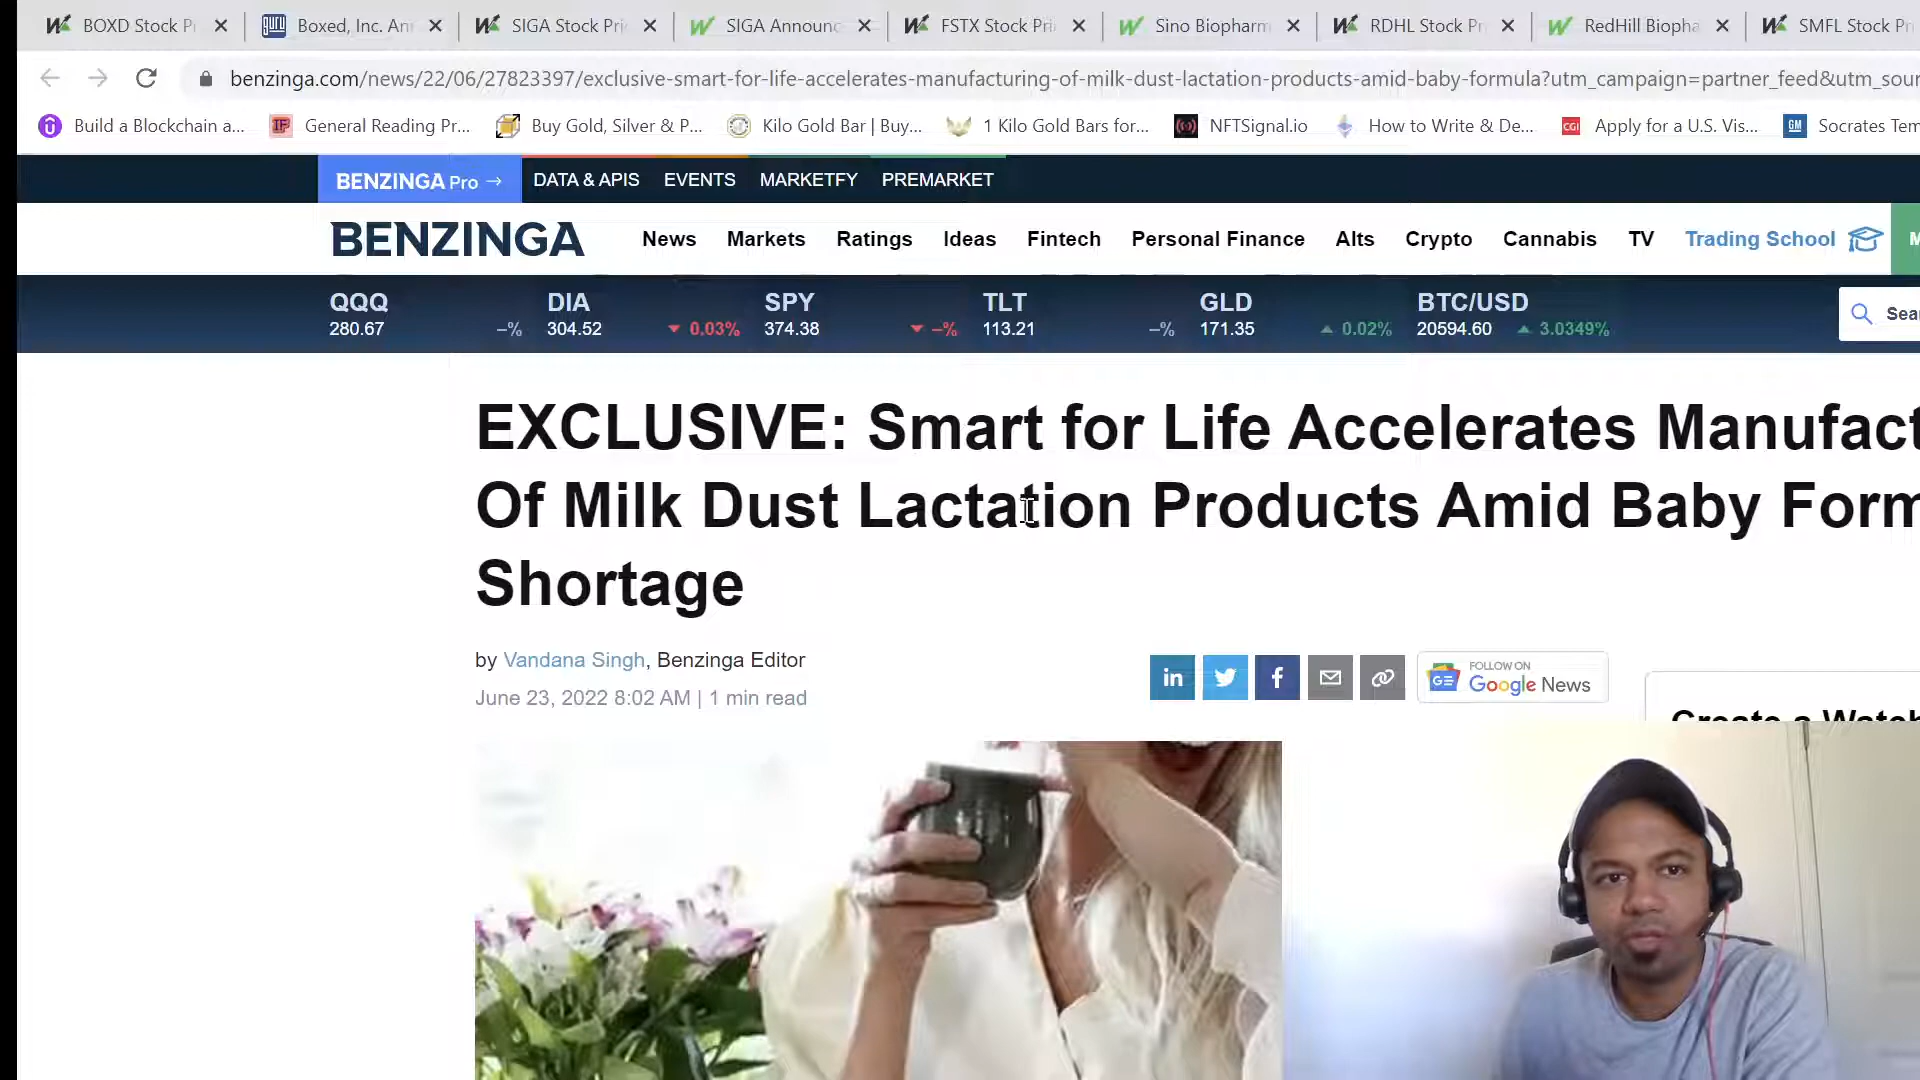 BOXD Stock Pri
Boxed, Inc. Ann
SIGA Stock Pric
SIGA Announc
FSTX Stock Pric
Sino Biopharm
RDHL Stock Pr
RedHill Biopha
SMFL Stock Pri
benzinga.com/news/22/06/27823397/exclusive-smart-for-life-accelerates-manufacturing-of-milk-dust-lactation-products-amid-baby-formula?utm_campaign=partner_feed&utm_sour
Build a Blockchain a...
General Reading Pr...
Buy Gold, Silver & P...
Kilo Gold Bar | Buy...
1 Kilo Gold Bars for...
NFTSignal.io
How to Write & De...
Apply for a U.S. Vis...
Socrates Tem
BENZINGA Pro →
DATA & APIS
EVENTS
MARKETFY
PREMARKET
BENZINGA
News
Markets
Ratings
Ideas
Fintech
Personal Finance
Alts
Crypto
Cannabis
TV
Trading School
M
QQQ
280.67
–%
DIA
304.52
0.03%
SPY
374.38
–%
TLT
113.21
–%
GLD
171.35
0.02%
BTC/USD
20594.60
3.0349%
Sea
EXCLUSIVE: Smart for Life Accelerates Manufact
Of Milk Dust Lactation Products Amid Baby Form
Shortage
by Vandana Singh, Benzinga Editor
June 23, 2022 8:02 AM | 1 min read
FOLLOW ON
Google News
Create a Watch